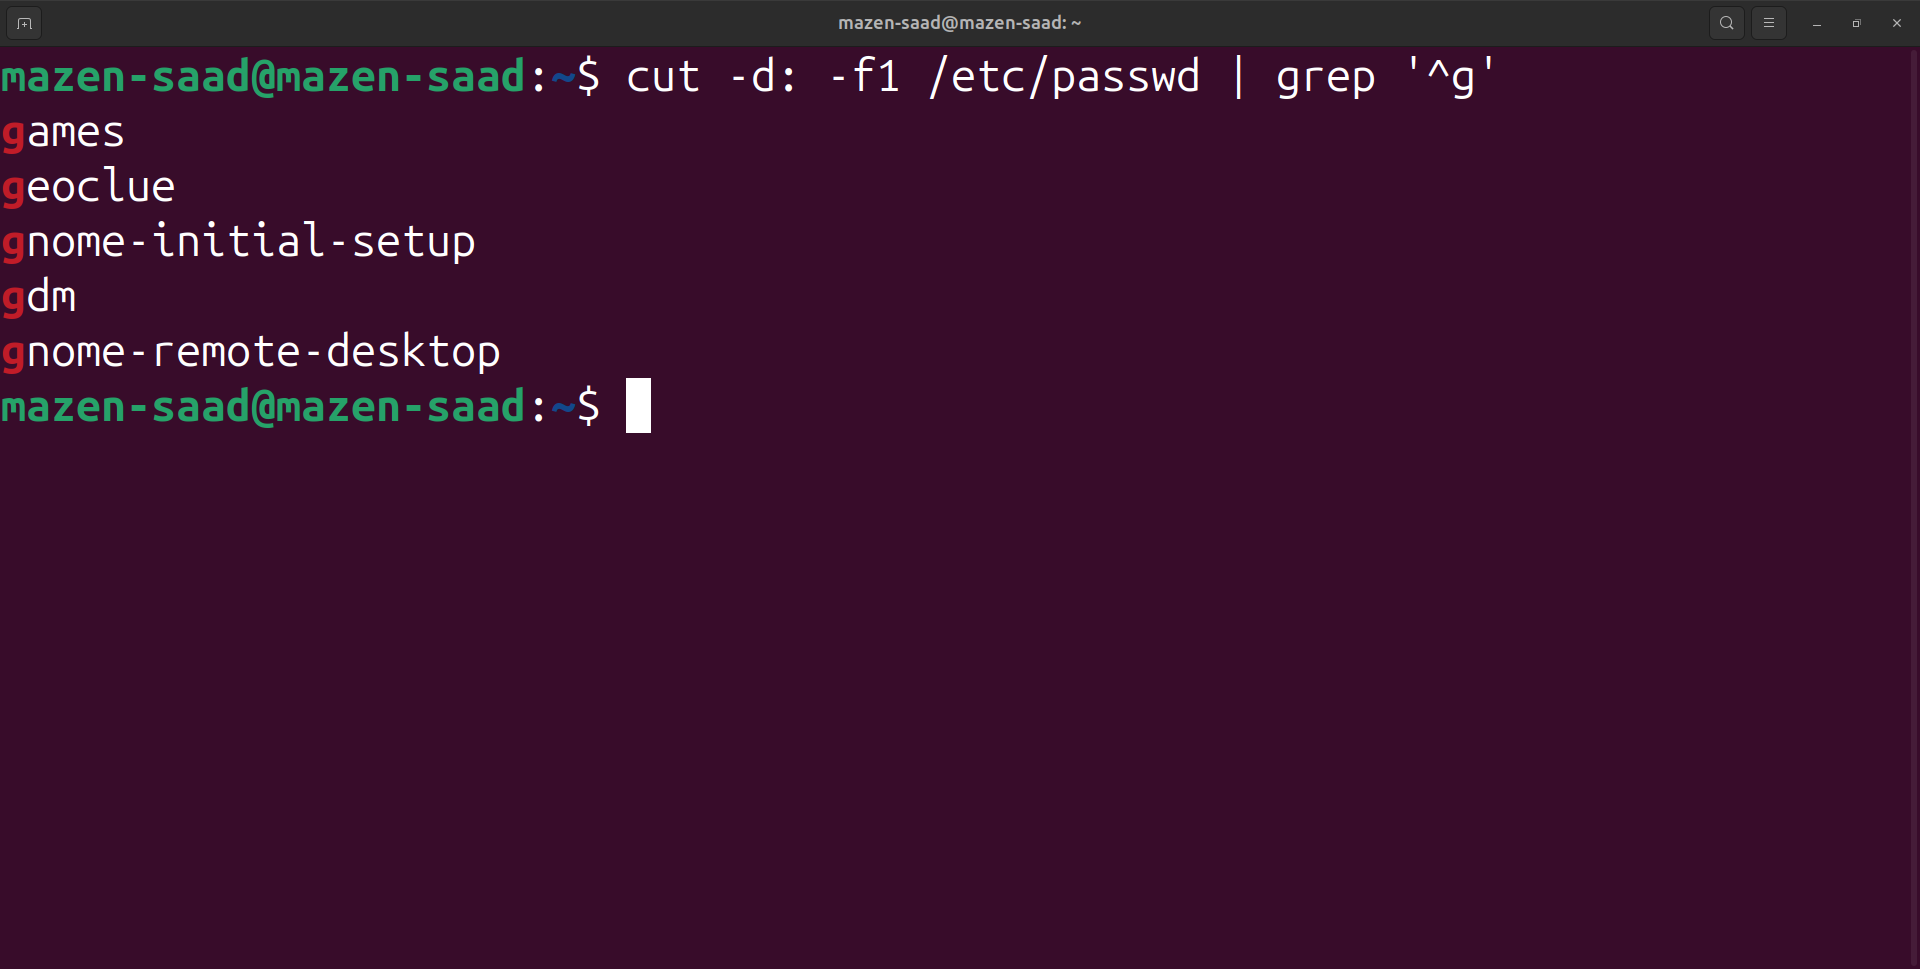 mazen-saad@mazen-saad: ~
mazen-saad@mazen-saad:~$ cut -d: -f1 /etc/passwd | grep '^g'
games
geoclue
gnome-initial-setup
gdm
gnome-remote-desktop
mazen-saad@mazen-saad:~$